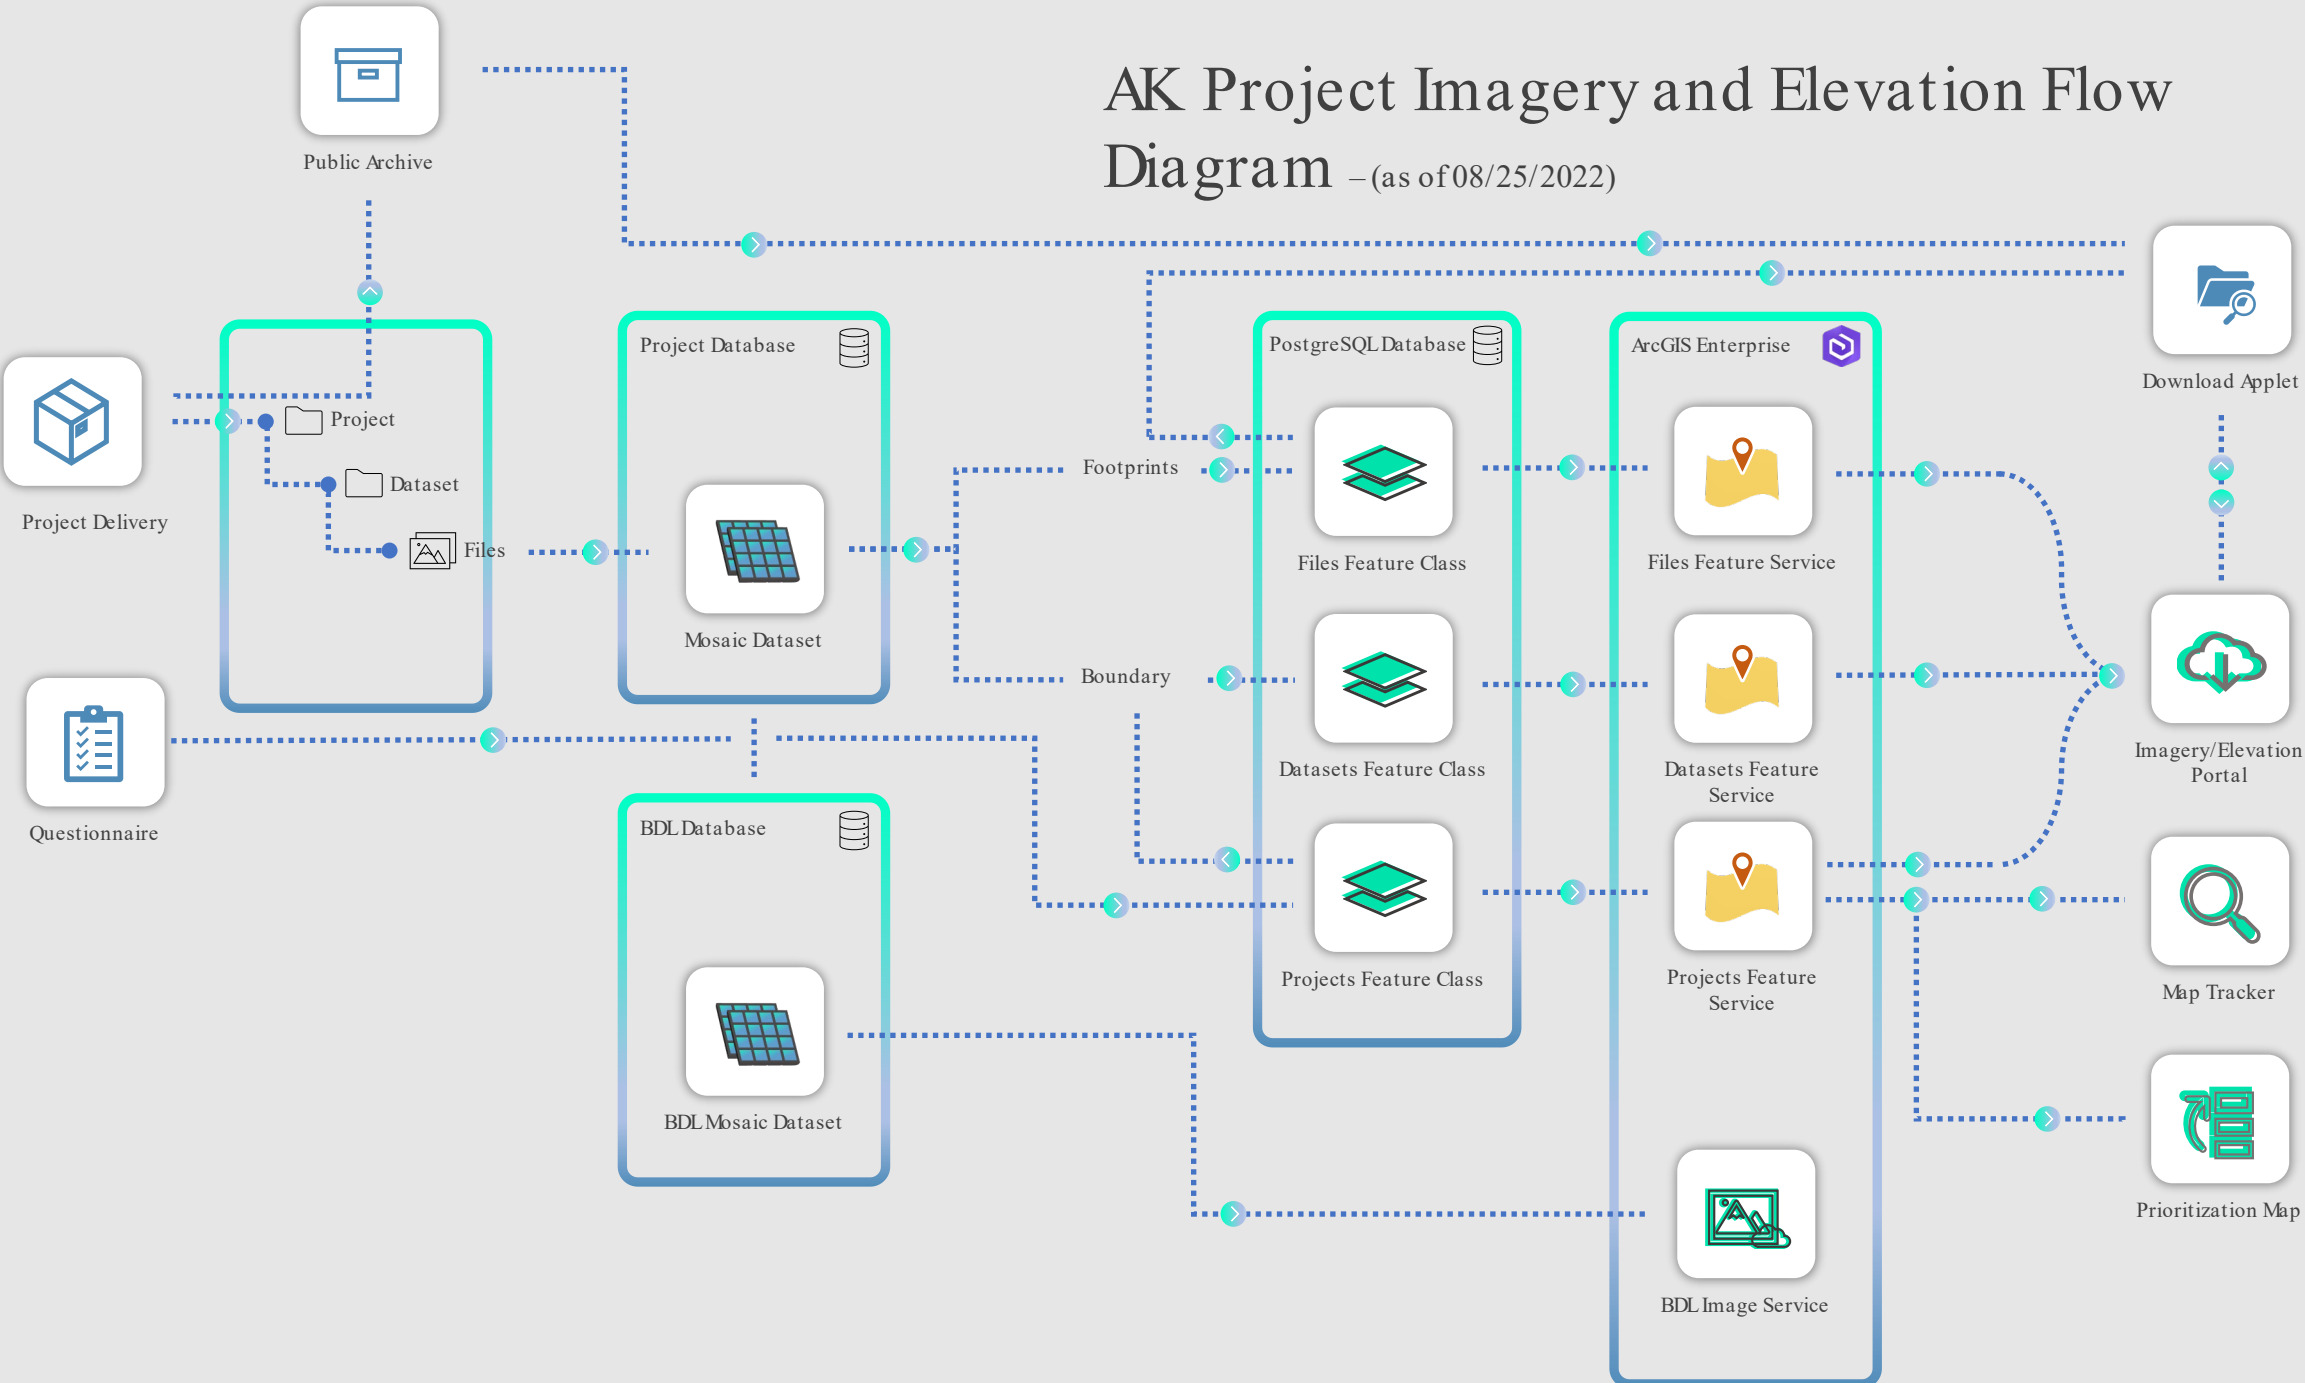 AK Project Imagery and Elevation Flow
Diagram – (as of 08/25/2022)
Public Archive
Project Delivery
Project
Dataset
Files
Questionnaire
Project Database
Mosaic Dataset
BDL Database
BDL Mosaic Dataset
Footprints
Boundary
PostgreSQL Database
Files Feature Class
Datasets Feature Class
Projects Feature Class
ArcGIS Enterprise
Files Feature Service
Datasets Feature
Service
Projects Feature
Service
BDL Image Service
Download Applet
Imagery/Elevation
Portal
Map Tracker
Prioritization Map